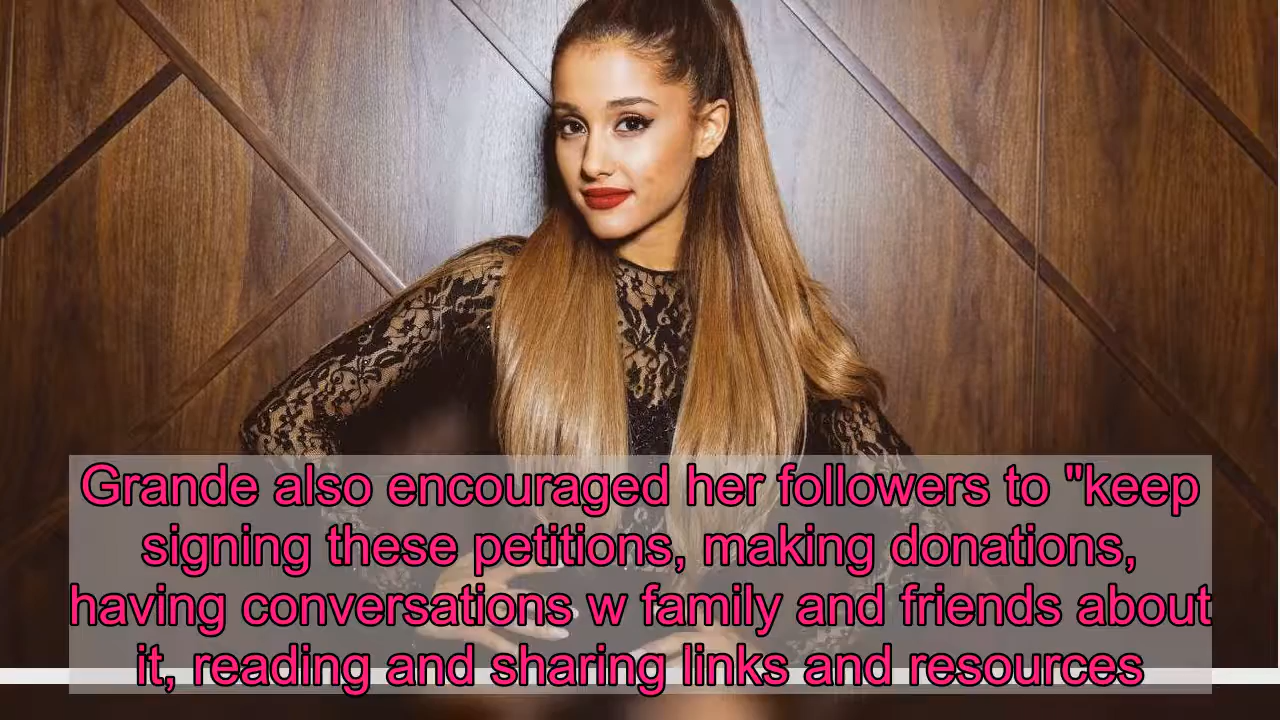 Grande also encouraged her followers to "keep
signing these petitions, making donations,
having conversations w family and friends about
it, reading and sharing links and resources